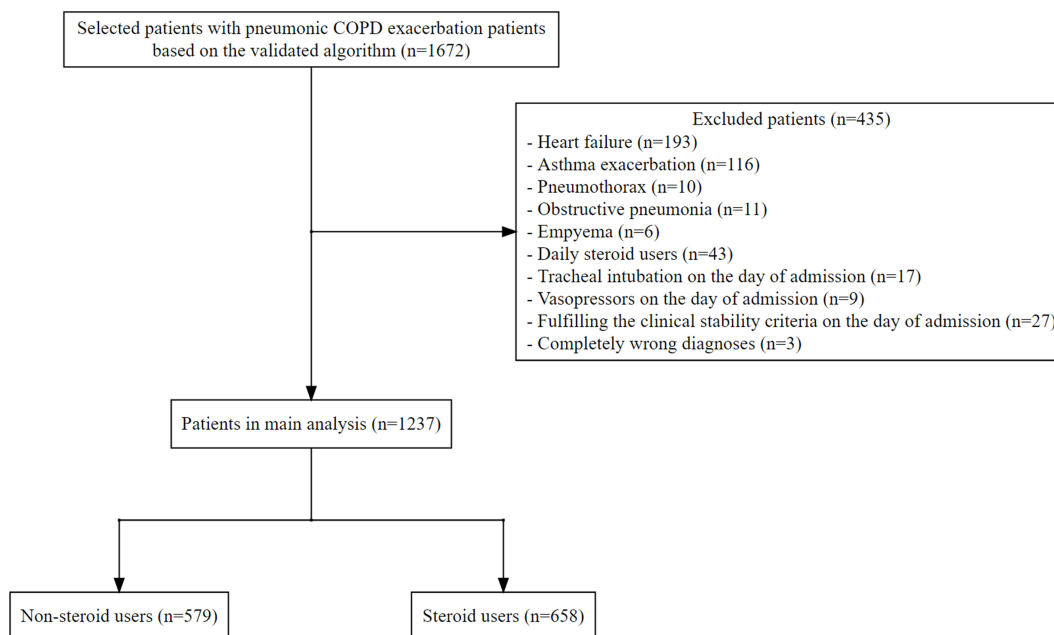 Selected patients with pneumonic COPD exacerbation patients
based on the validated algorithm (n=1672)
Excluded patients (n=435)
- Heart failure (n=193)
- Asthma exacerbation (n=116)
- Pneumothorax (n=10)
- Obstructive pneumonia (n=11)
- Empyema (n=6)
- Daily steroid users (n=43)
- Tracheal intubation on the day of admission (n=17)
- Vasopressors on the day of admission (n=9)
- Fulfilling the clinical stability criteria on the day of admission (n=27)
- Completely wrong diagnoses (n=3)
Patients in main analysis (n=1237)
Non-steroid users (n=579)
Steroid users (n=658)